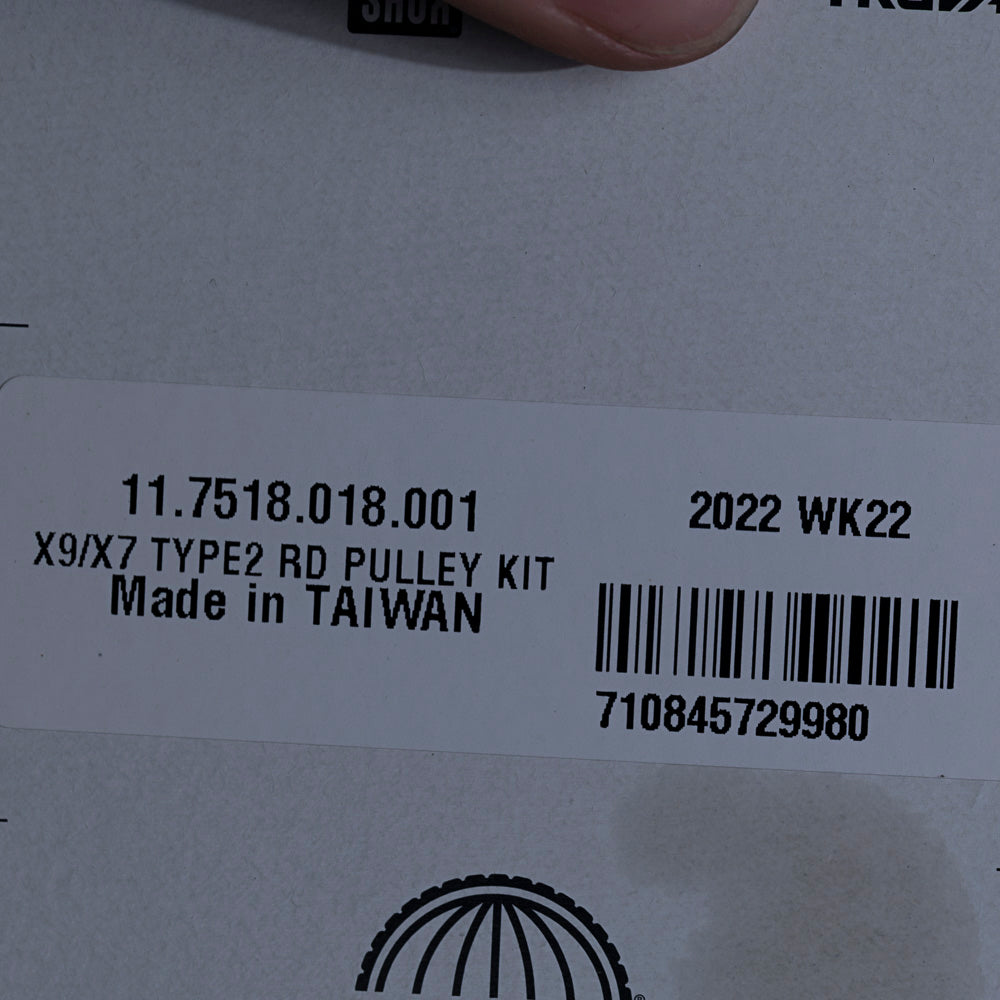 11.7518.018.001
X9/X7 TYPE2 RD PULLEY KIT
Made in TAIWAN
2022 WK22
710845729980
®